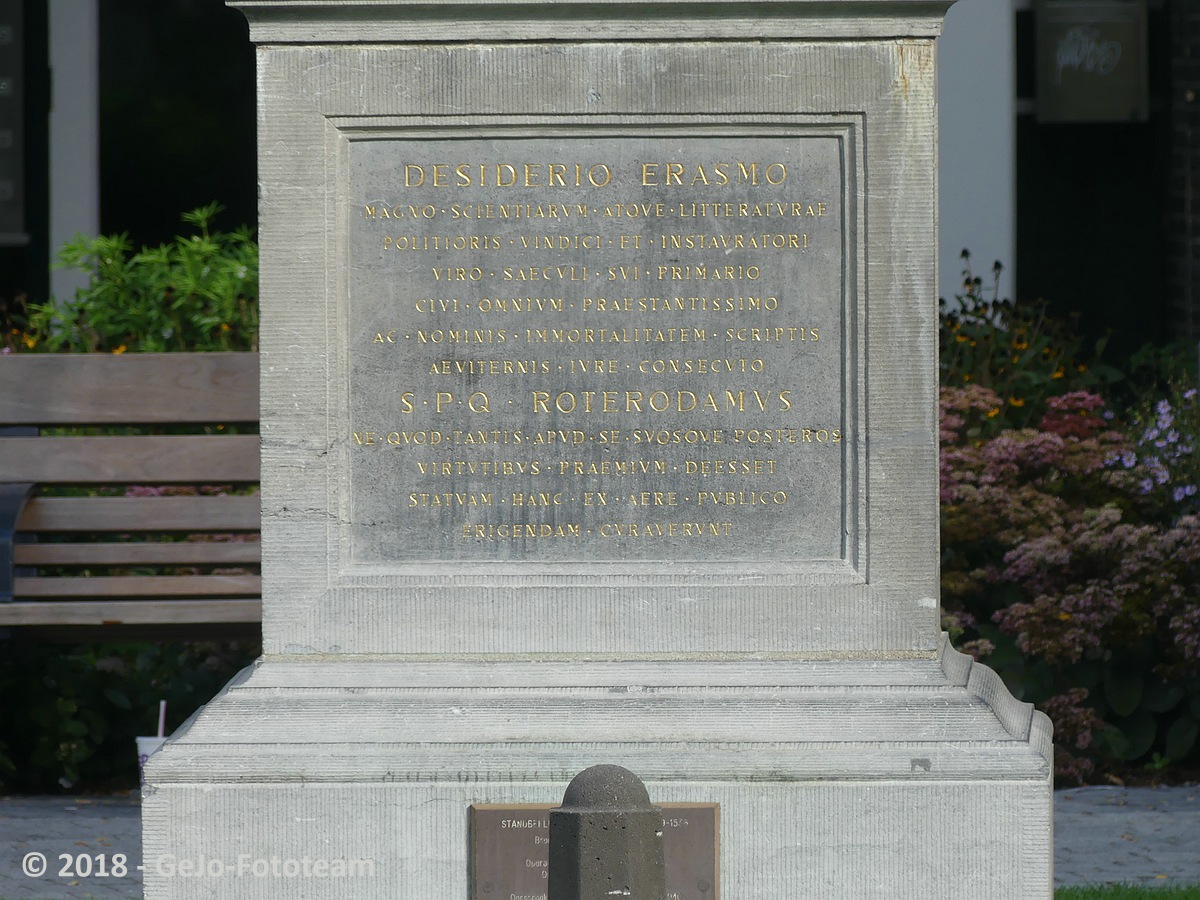 DESIDERIO ERASMO
MAGNO · SCIENTIARVM · ATQVE · LITTERATVRAE
POLITIORIS · VINDICI · ET · INSTAVRATORI
VIRO · SAECVLI · SVI · PRIMARIO
CIVI · OMNIVM · PRAESTANTISSIMO
AC · NOMINIS · IMMORTALITATEM · SCRIPTIS
AEVITERNIS · IVRE · CONSECVTO
S · P · Q · ROTERODAMVS
NE · QVOD · TANTIS · APVD · SE · SVOSQVE · POSTEROS
VIRTVTIBVS · PRAEMIVM · DEESSET
STATVAM · HANC · EX · AERE · PVBLICO
ERIGENDAM · CVRAVERVNT
© 2018 - GeJo-Fototeam